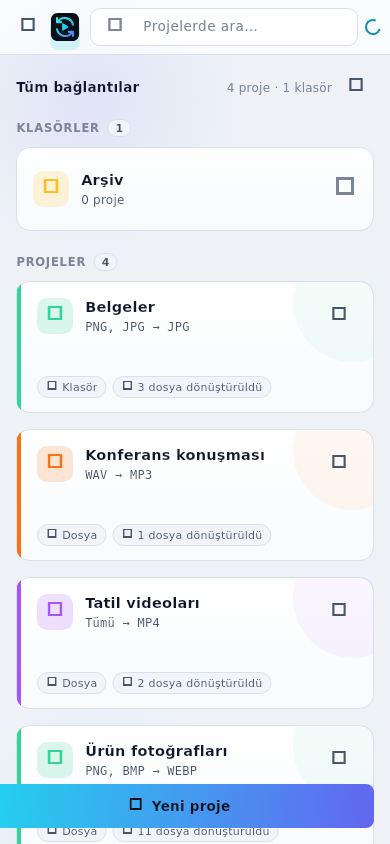 Projelerde ara...
Tüm bağlantılar
4 proje · 1 klasör
KLASÖRLER 1
Arşiv
0 proje
PROJELER 4
Belgeler
PNG, JPG → JPG
Klasör
3 dosya dönüştürüldü
Konferans konuşması
WAV → MP3
Dosya
1 dosya dönüştürüldü
Tatil videoları
Tümü → MP4
Dosya
2 dosya dönüştürüldü
Ürün fotoğrafları
PNG, BMP → WEBP
Yeni proje
Dosya
11 dosya dönüştürüldü